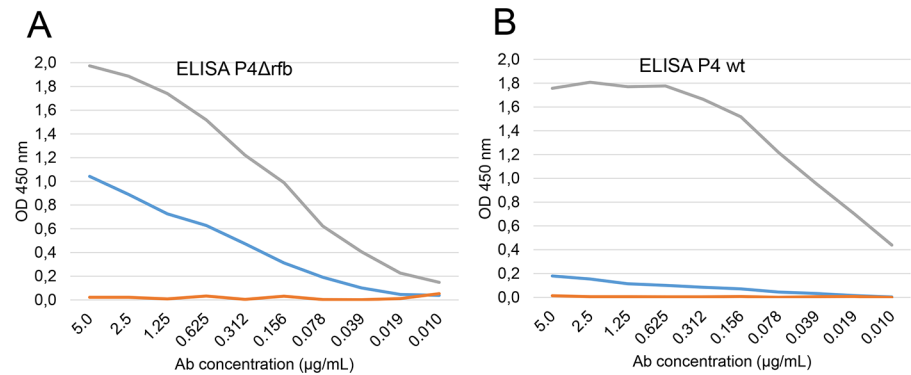 A
ELISA P4Δrfb
OD 450 nm
2,0
1,8
1,6
1,4
1,2
1,0
0,8
0,6
0,4
0,2
0,0
5.0 2.5 1.25 0.625 0.312 0.156 0.078 0.039 0.019 0.010
Ab concentration (µg/mL)
B
ELISA P4 wt
OD 450 nm
2,0
1,8
1,6
1,4
1,2
1,0
0,8
0,6
0,4
0,2
0,0
5.0 2.5 1.25 0.625 0.312 0.156 0.078 0.039 0.019 0.010
Ab concentration (µg/mL)